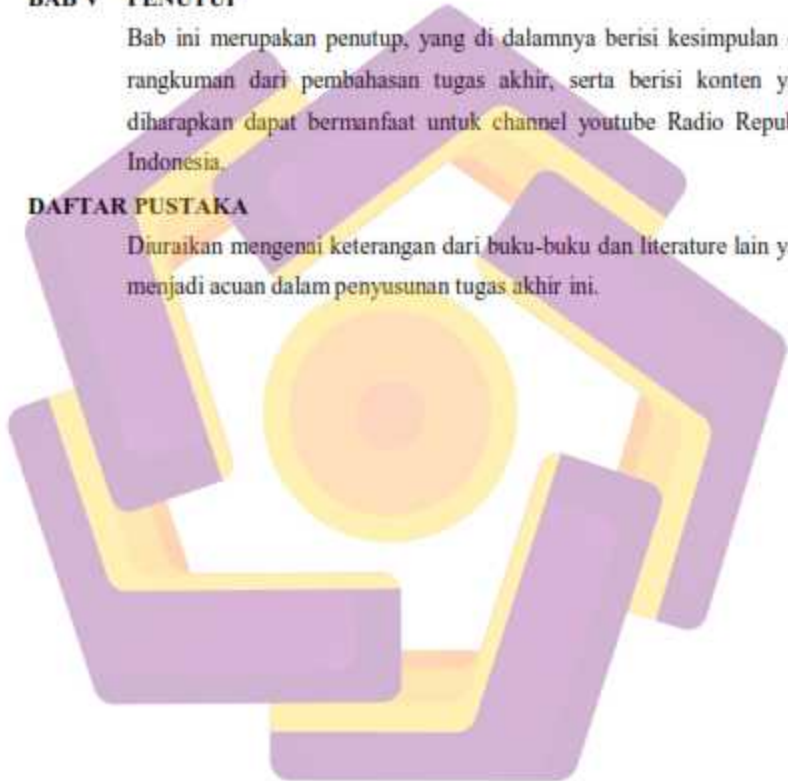 BAB V PENUTUP
Bab ini merupakan penutup, yang di dalamnya berisi kesimpulan
rangkuman dari pembahasan tugas akhir, serta berisi konten
diharapkan dapat bermanfaat untuk channel youtube Radio
Indonesia.
DAFTAR PUSTAKA
Diuraikan mengenai keterangan dari buku-buku dan literature lain
menjadi acuan dalam penyusunan tugas akhir ini.